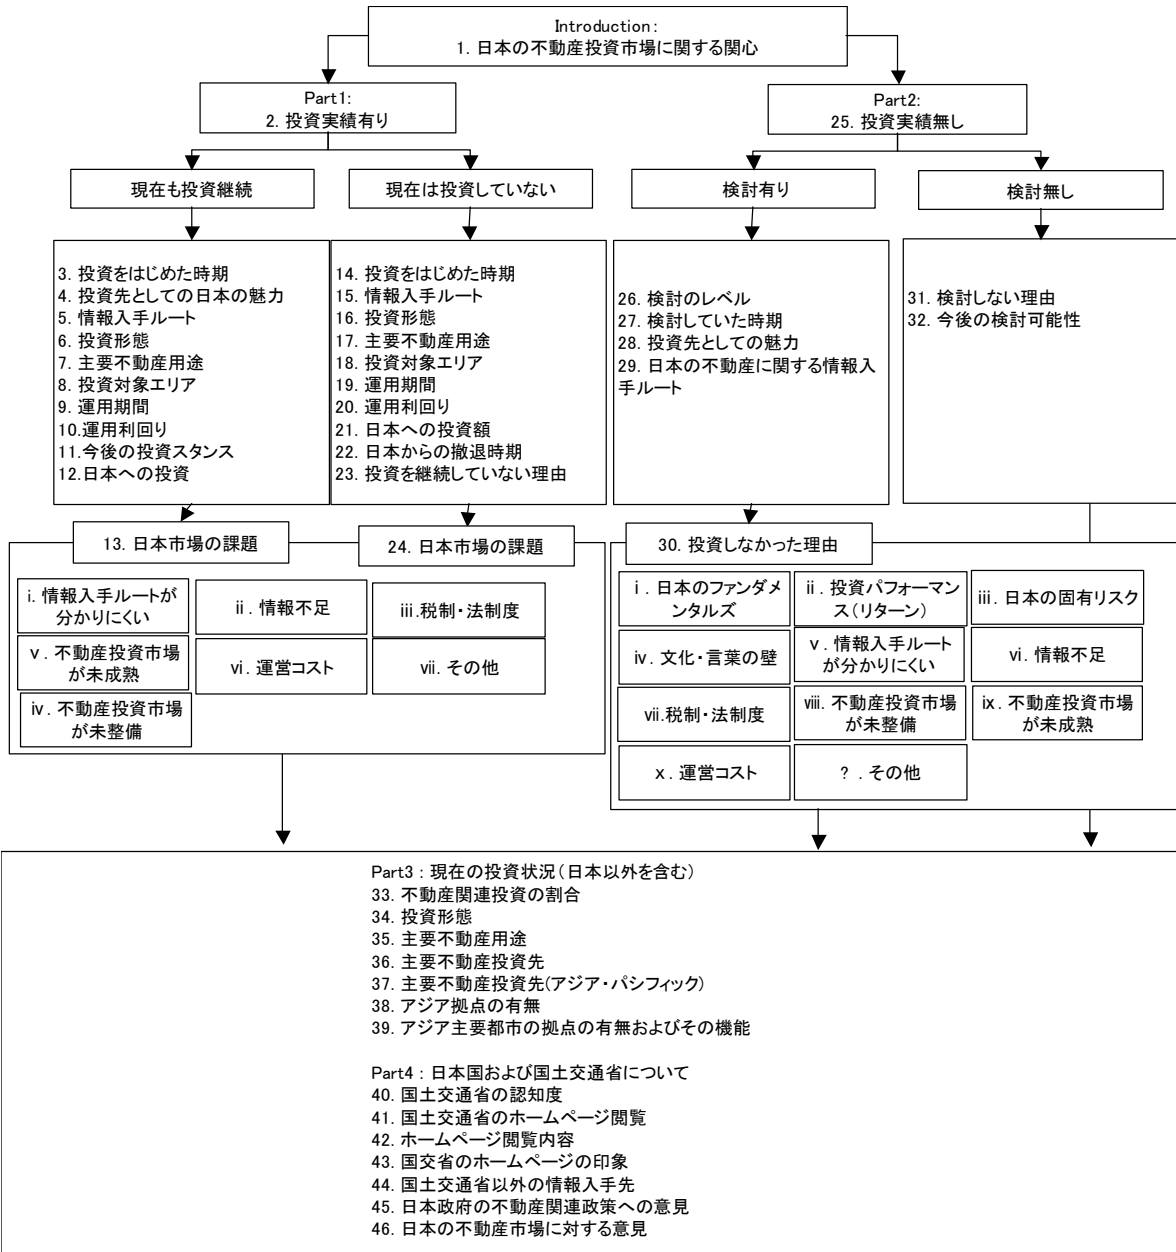 Introduction:
1. 日本の不動産投資市場に関する関心
Part1:
2. 投資実績有り
Part2:
25. 投資実績無し
現在も投資継続
現在は投資していない
検討有り
検討無し
3. 投資をはじめた時期
4. 投資先としての日本の魅力
5. 情報入手ルート
6. 投資形態
7. 主要不動産用途
8. 投資対象エリア
9. 運用期間
10.運用利回り
11.今後の投資スタンス
12.日本への投資
14. 投資をはじめた時期
15. 情報入手ルート
16. 投資形態
17. 主要不動産用途
18. 投資対象エリア
19. 運用期間
20. 運用利回り
21. 日本への投資額
22. 日本からの撤退時期
23. 投資を継続していない理由
26. 検討のレベル
27. 検討していた時期
28. 投資先としての魅力
29. 日本の不動産に関する情報入
手ルート
31. 検討しない理由
32. 今後の検討可能性
13. 日本市場の課題
24. 日本市場の課題
ⅰ. 情報入手ルートが
分かりにくい
ⅱ. 情報不足
ⅲ.税制・法制度
ⅴ. 不動産投資市場
が未成熟
ⅵ. 運営コスト
ⅶ. その他
ⅳ. 不動産投資市場
が未整備
30. 投資しなかった理由
ⅰ. 日本のファンダメ
ンタルズ
ⅱ. 投資パフォーマン
ス(リターン)
ⅲ. 日本の固有リスク
ⅳ. 文化・言葉の壁
ⅴ. 情報入手ルート
が分かりにくい
ⅵ. 情報不足
ⅶ.税制・法制度
ⅷ. 不動産投資市場
が未整備
ⅸ. 不動産投資市場
が未成熟
ⅹ. 運営コスト
? . その他
Part3 : 現在の投資状況(日本以外を含む)
33. 不動産関連投資の割合
34. 投資形態
35. 主要不動産用途
36. 主要不動産投資先
37. 主要不動産投資先(アジア・パシフィック)
38. アジア拠点の有無
39. アジア主要都市の拠点の有無およびその機能
Part4 : 日本国および国土交通省について
40. 国土交通省の認知度
41. 国土交通省のホームページ閲覧
42. ホームページ閲覧内容
43. 国交省のホームページの印象
44. 国土交通省以外の情報入手先
45. 日本政府の不動産関連政策への意見
46. 日本の不動産市場に対する意見